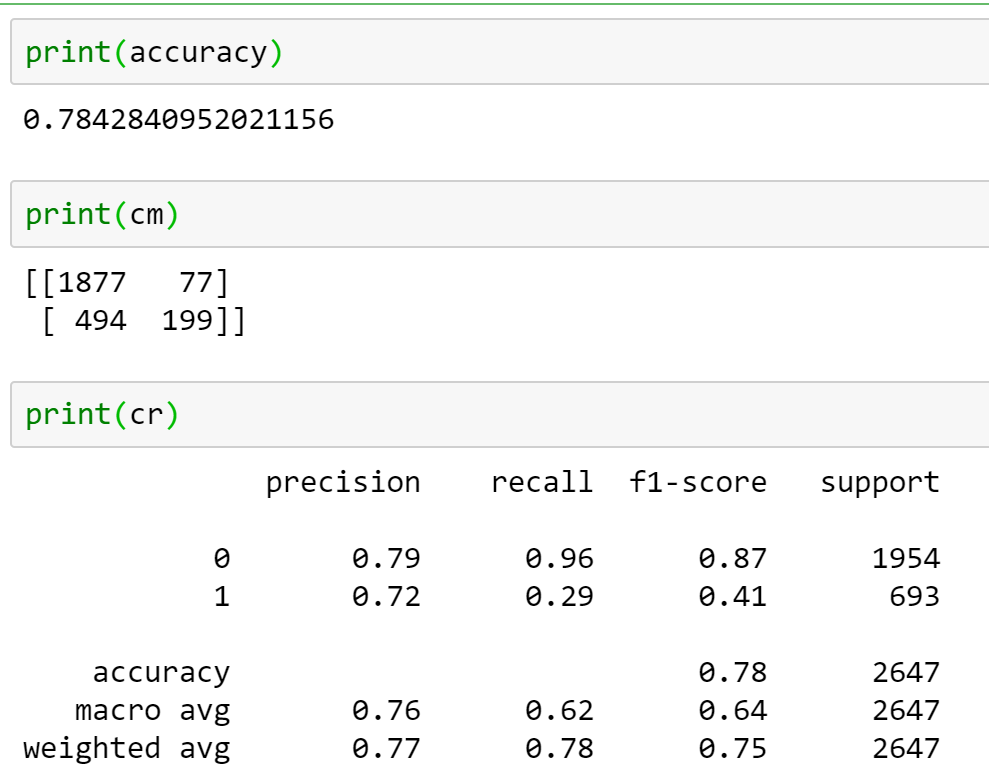 print(accuracy)
0.7842840952021156
print(cm)
[[1877   77]
 [ 494  199]]
print(cr)
              precision    recall  f1-score   support

           0       0.79      0.96      0.87      1954
           1       0.72      0.29      0.41       693

    accuracy                           0.78      2647
   macro avg       0.76      0.62      0.64      2647
weighted avg       0.77      0.78      0.75      2647